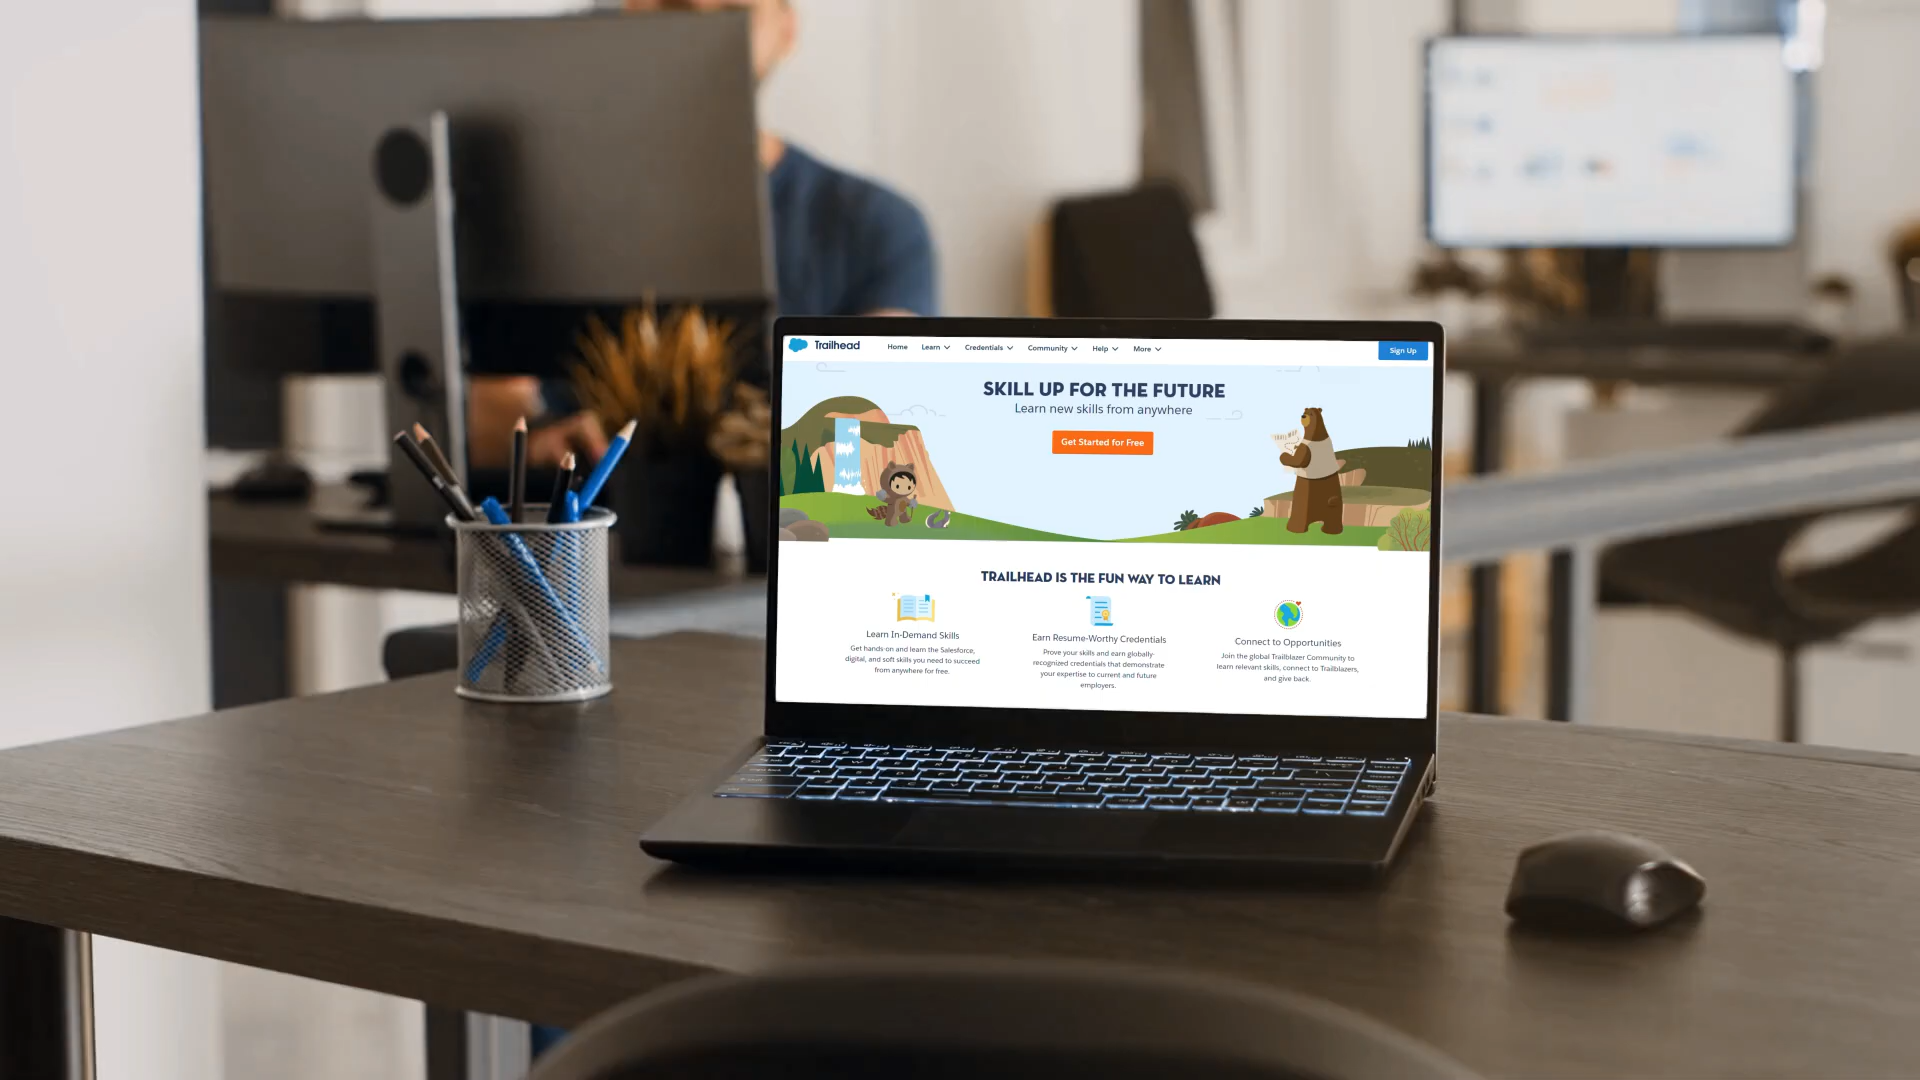 Trailhead Home Learn Credentials Community Help More Sign Up
SKILL UP FOR THE FUTURE
Learn new skills from anywhere
Get Started for Free
TRAILHEAD IS THE FUN WAY TO LEARN
Learn In-Demand Skills
Get hands-on and learn the Salesforce,
digital, and soft skills you need to succeed
from anywhere for free.
Earn Resume-Worthy Credentials
Prove your skills and earn globally
recognized credentials that demonstrate
your expertise to current and future
employers.
Connect to Opportunities
Join the global Trailblazer Community to
learn relevant skills, connect to Trailblazers,
and give back.